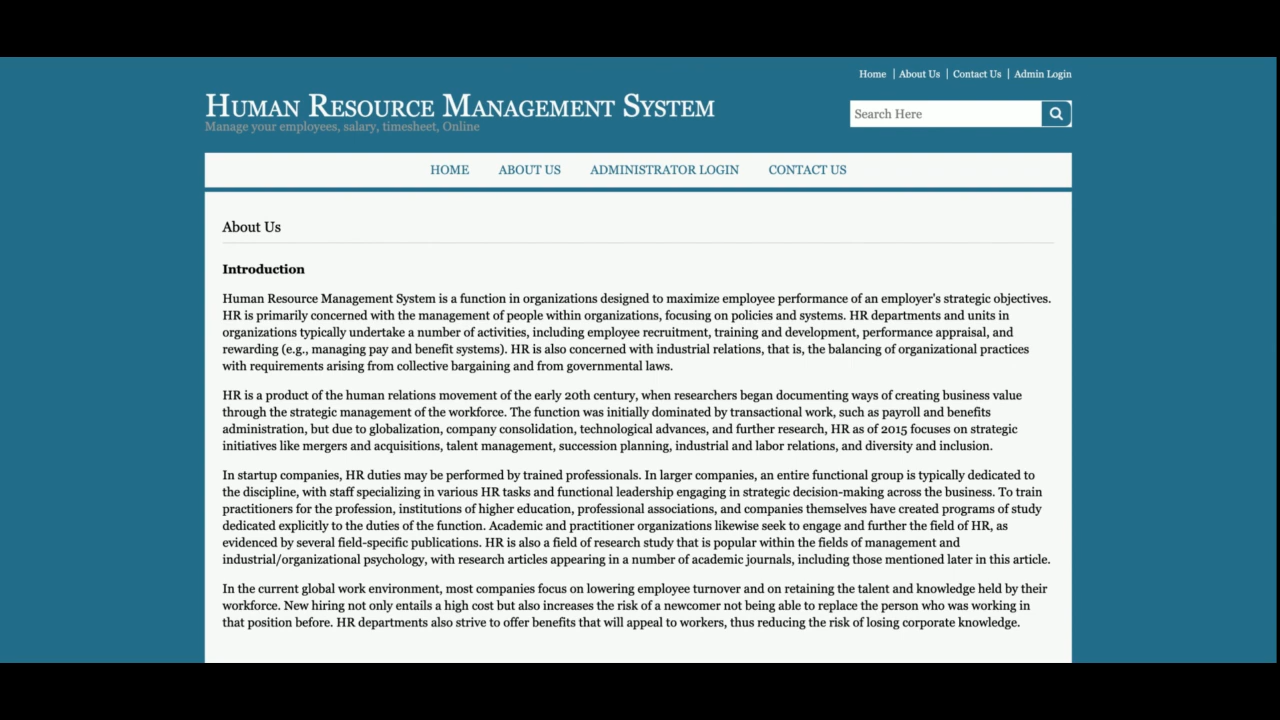 Home | About Us | Contact Us | Admin Login
Human Resource Management System
Manage your employees, salary, timesheet, Online
Search Here
HOME ABOUT US ADMINISTRATOR LOGIN CONTACT US
About Us
Introduction
Human Resource Management System is a function in organizations designed to maximize employee performance of an employer's strategic objectives.
HR is primarily concerned with the management of people within organizations, focusing on policies and systems. HR departments and units in
organizations typically undertake a number of activities, including employee recruitment, training and development, performance appraisal, and
rewarding (e.g., managing pay and benefit systems). HR is also concerned with industrial relations, that is, the balancing of organizational practices
with requirements arising from collective bargaining and from governmental laws.
HR is a product of the human relations movement of the early 20th century, when researchers began documenting ways of creating business value
through the strategic management of the workforce. The function was initially dominated by transactional work, such as payroll and benefits
administration, but due to globalization, company consolidation, technological advances, and further research, HR as of 2015 focuses on strategic
initiatives like mergers and acquisitions, talent management, succession planning, industrial and labor relations, and diversity and inclusion.
In startup companies, HR duties may be performed by trained professionals. In larger companies, an entire functional group is typically dedicated to
the discipline, with staff specializing in various HR tasks and functional leadership engaging in strategic decision-making across the business. To train
practitioners for the profession, institutions of higher education, professional associations, and companies themselves have created programs of study
dedicated explicitly to the duties of the function. Academic and practitioner organizations likewise seek to engage and further the field of HR, as
evidenced by several field-specific publications. HR is also a field of research study that is popular within the fields of management and
industrial/organizational psychology, with research articles appearing in a number of academic journals, including those mentioned later in this article.
In the current global work environment, most companies focus on lowering employee turnover and on retaining the talent and knowledge held by their
workforce. New hiring not only entails a high cost but also increases the risk of a newcomer not being able to replace the person who was working in
that position before. HR departments also strive to offer benefits that will appeal to workers, thus reducing the risk of losing corporate knowledge.